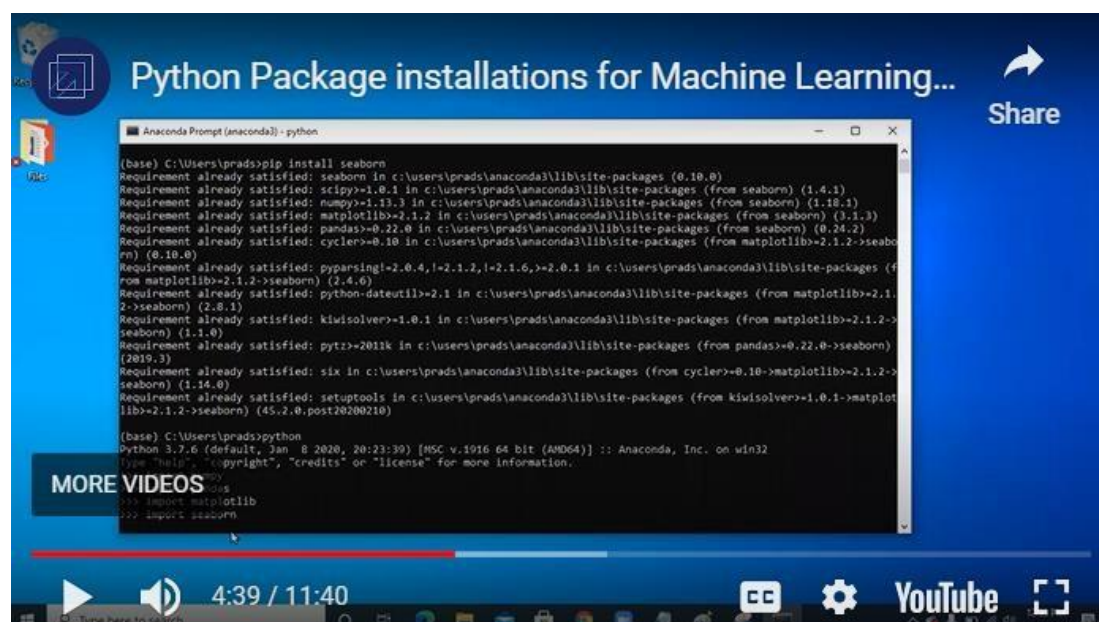 Python Package installations for Machine Learning...
Share
Files
Anaconda Prompt (anaconda3) - python
(base) C:\Users\prads>pip install seaborn
Requirement already satisfied: seaborn in c:\users\prads\anaconda3\lib\site-packages (0.10.0)
Requirement already satisfied: scipy>=1.0.1 in c:\users\prads\anaconda3\lib\site-packages (from seaborn) (1.4.1)
Requirement already satisfied: numpy>=1.13.3 in c:\users\prads\anaconda3\lib\site-packages (from seaborn) (1.18.1)
Requirement already satisfied: matplotlib>=2.1.2 in c:\users\prads\anaconda3\lib\site-packages (from seaborn) (3.1.3)
Requirement already satisfied: pandas>=0.22.0 in c:\users\prads\anaconda3\lib\site-packages (from seaborn) (0.24.2)
Requirement already satisfied: cycler>=0.10 in c:\users\prads\anaconda3\lib\site-packages (from matplotlib>=2.1.2->seabo
rn) (0.10.0)
Requirement already satisfied: pyparsing!=2.0.4,!=2.1.2,!=2.1.6,>=2.0.1 in c:\users\prads\anaconda3\lib\site-packages (f
rom matplotlib>=2.1.2->seaborn) (2.4.6)
Requirement already satisfied: python-dateutil>=2.1 in c:\users\prads\anaconda3\lib\site-packages (from matplotlib>=2.1.
2->seaborn) (2.8.1)
Requirement already satisfied: kiwisolver>=1.0.1 in c:\users\prads\anaconda3\lib\site-packages (from matplotlib>=2.1.2->
seaborn) (1.1.0)
Requirement already satisfied: pytz>=2011k in c:\users\prads\anaconda3\lib\site-packages (from pandas>=0.22.0->seaborn)
(2019.3)
Requirement already satisfied: six in c:\users\prads\anaconda3\lib\site-packages (from cycler>=0.10->matplotlib>=2.1.2->
seaborn) (1.14.0)
Requirement already satisfied: setuptools in c:\users\prads\anaconda3\lib\site-packages (from kiwisolver>=1.0.1->matplot
lib>=2.1.2->seaborn) (45.2.0.post20200210)
(base) C:\Users\prads>python
Python 3.7.6 (default, Jan 8 2020, 20:23:39) [MSC v.1916 64 bit (AMD64)] :: Anaconda, Inc. on win32
Type "help", "copyright", "credits" or "license" for more information.
MORE VIDEOS
>>> import matplotlib
>>> import seaborn
4:39 / 11:40
CC
YouTube
Type here to search